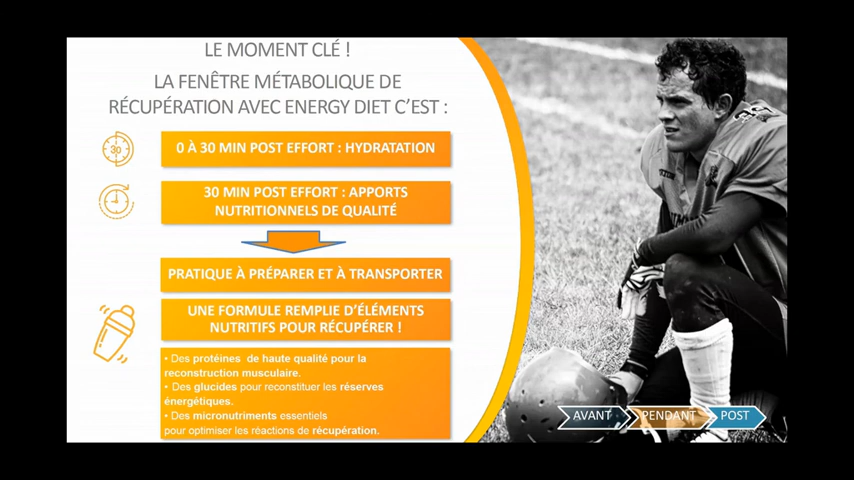 LE MOMENT CLÉ !
LA FENÊTRE MÉTABOLIQUE DE
RÉCUPÉRATION AVEC ENERGY DIET C'EST :
30
0 À 30 MIN POST EFFORT : HYDRATATION
30 MIN POST EFFORT : APPORTS
NUTRITIONNELS DE QUALITÉ
PRATIQUE À PRÉPARER ET À TRANSPORTER
UNE FORMULE REMPLIE D'ÉLÉMENTS
NUTRITIFS POUR RÉCUPÉRER !
• Des protéines de haute qualité pour la
reconstruction musculaire.
• Des glucides pour reconstituer les réserves
énergétiques.
• Des micronutriments essentiels
pour optimiser les réactions de récupération.
AVANT PENDANT POST